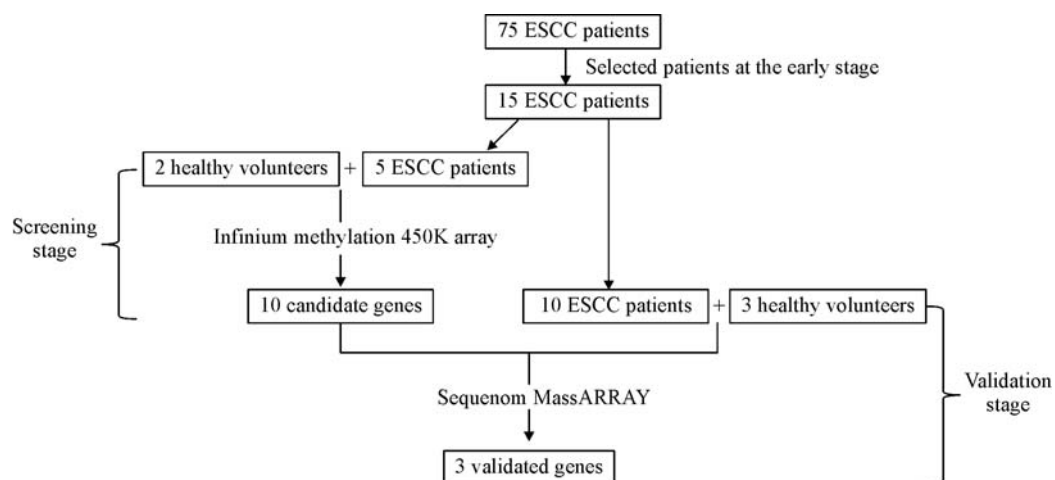 75 ESCC patients
Selected patients at the early stage
15 ESCC patients
2 healthy volunteers + 5 ESCC patients
Screening
stage
Infinium methylation 450K array
10 candidate genes
10 ESCC patients + 3 healthy volunteers
Sequenom MassARRAY
Validation
stage
3 validated genes